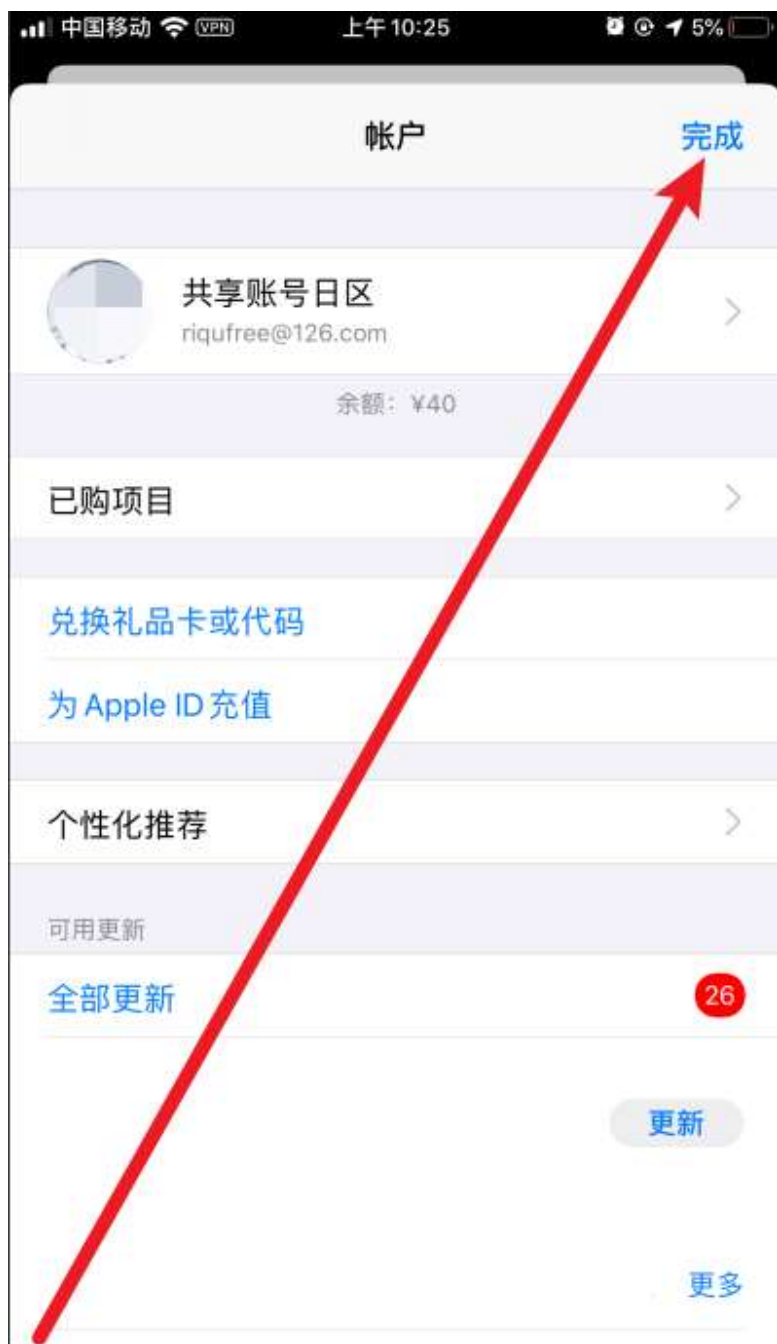 中国移动 VPN 上午10:25 5%
帐户 完成
共享账号日区
riqufree@126.com
余额：¥40
已购项目
兑换礼品卡或代码
为 Apple ID 充值
个性化推荐
可用更新
全部更新 26
更新
更多